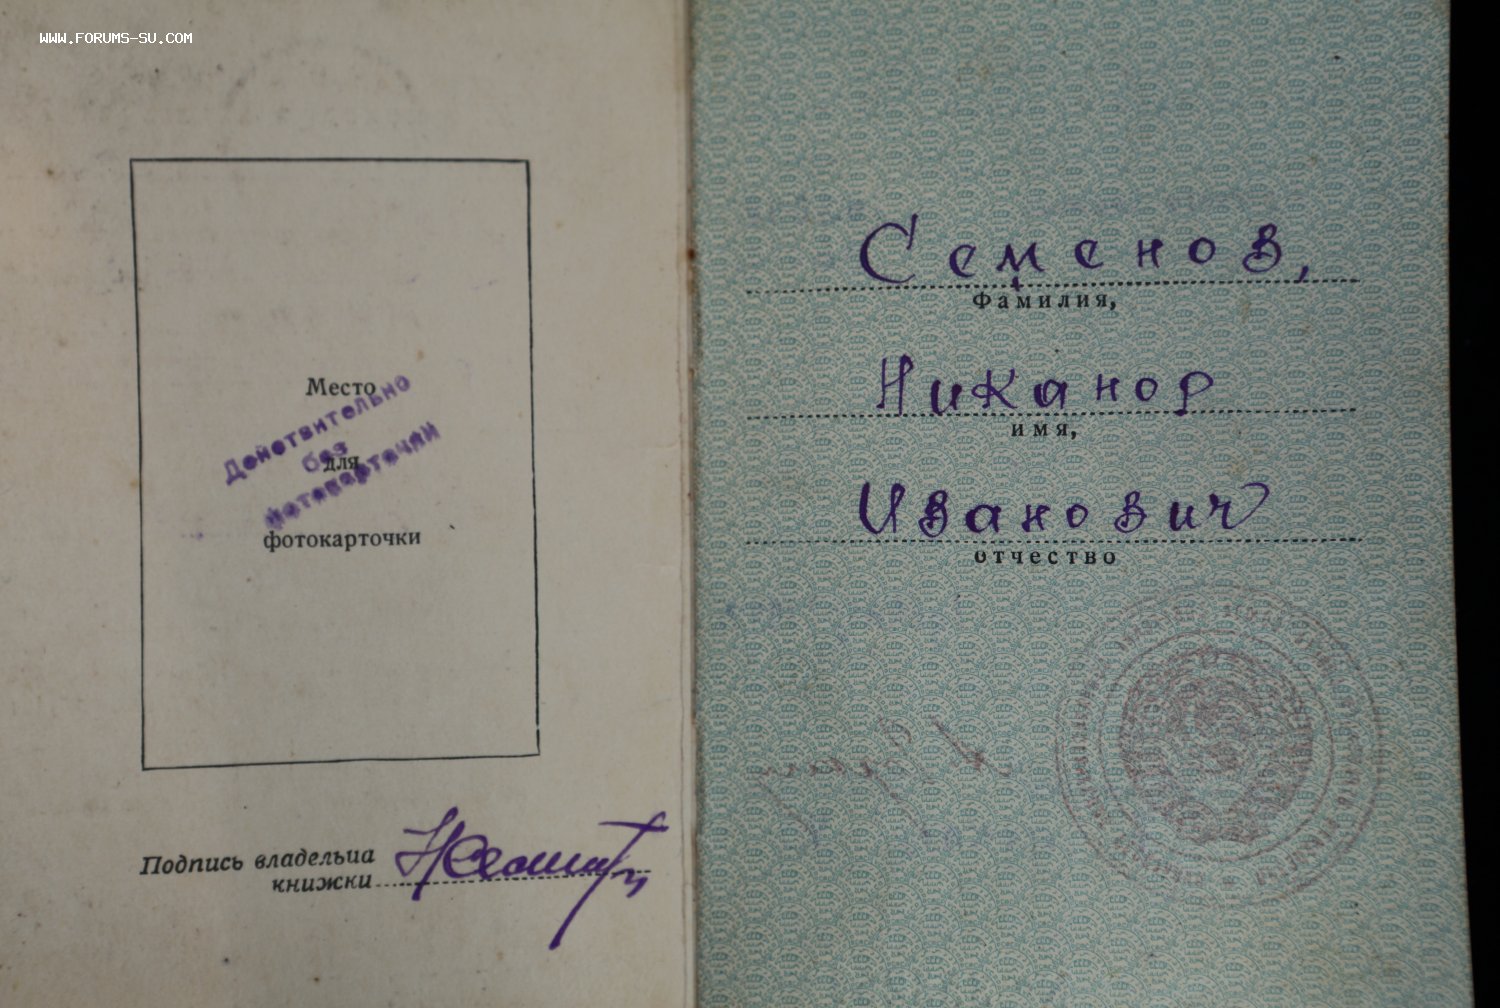 WWW.FORUMS-SU.COM
Место
для
фотокарточки
Действительно
без
фотокарточки
Подпись владельца
книжки
Семенов,
Фамилия,
Никанор
имя,
Иванович
отчество